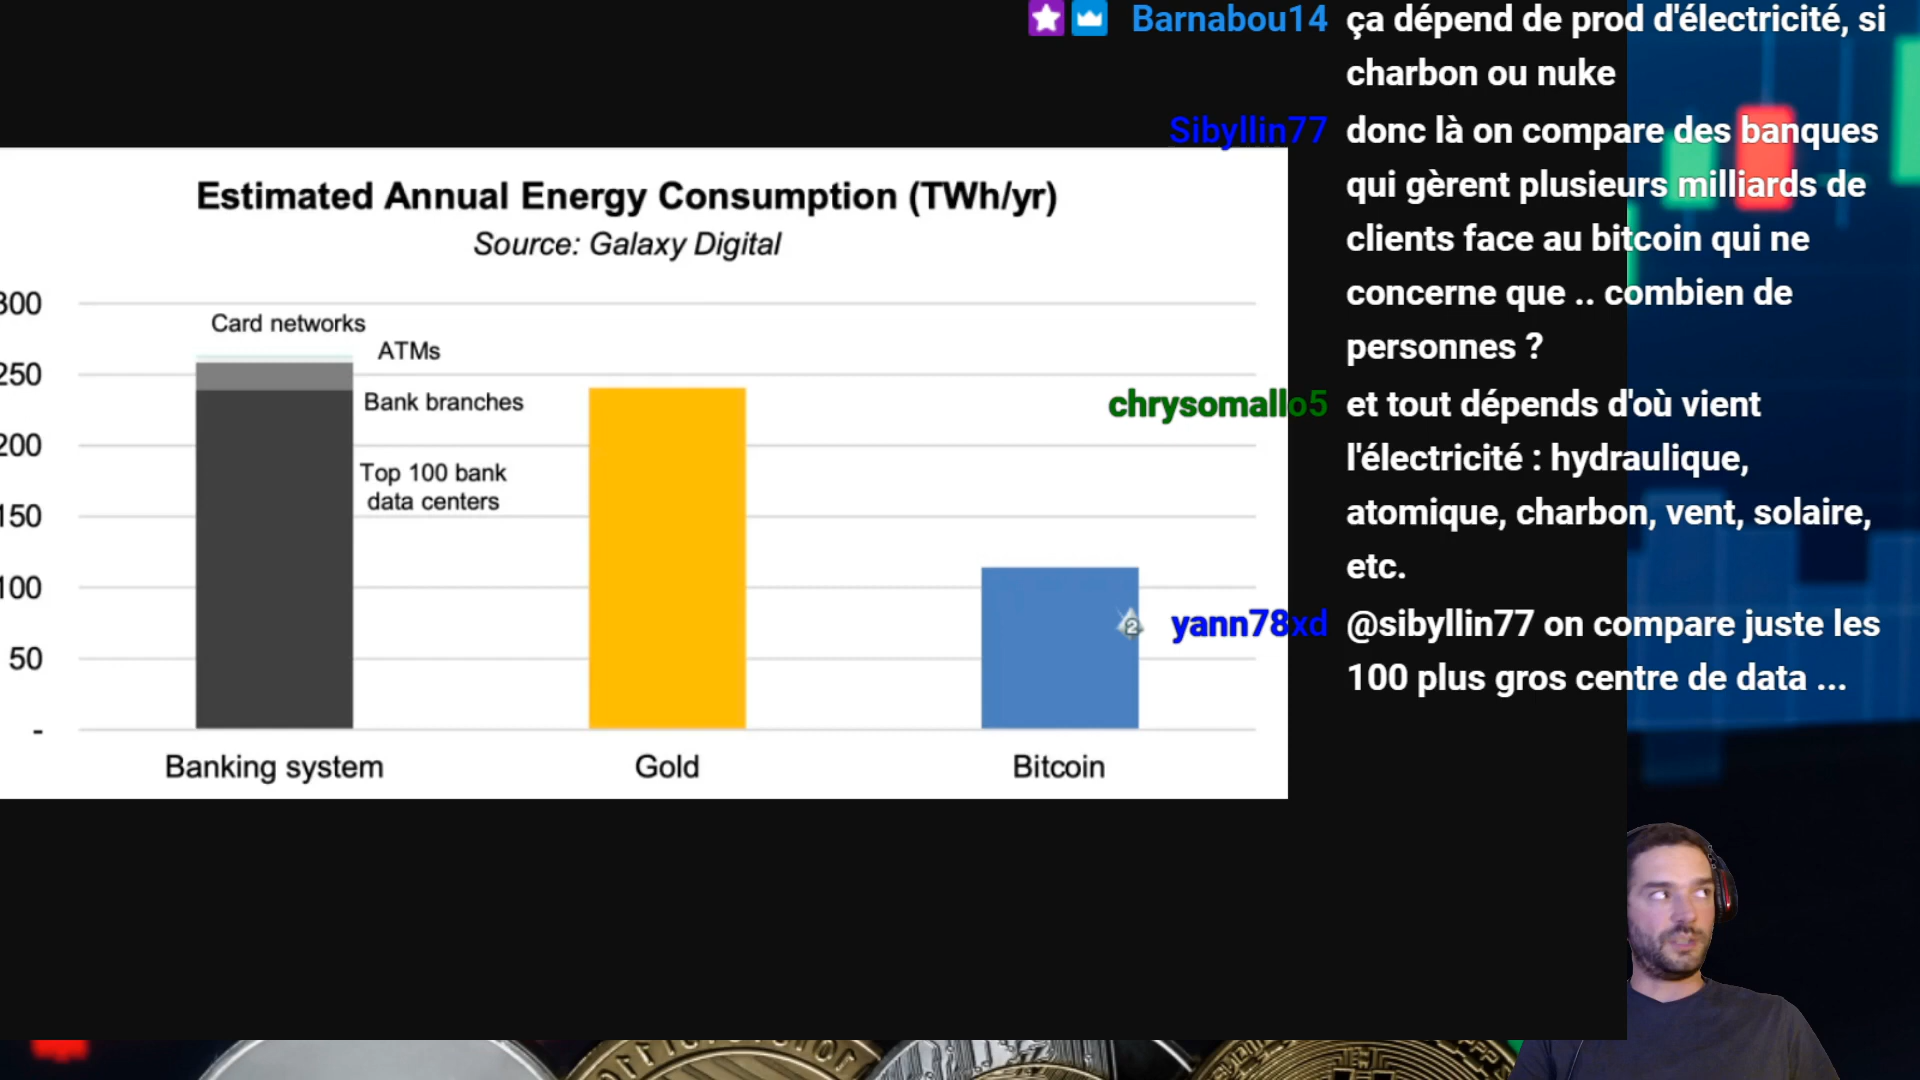 Barnabou14 ça dépend de prod d'électricité, si
charbon ou nuke
Sibyllin77 donc là on compare des banques
qui gèrent plusieurs milliards de
clients face au bitcoin qui ne
concerne que .. combien de
personnes ?
chrysomallo5 et tout dépends d'où vient
l'électricité : hydraulique,
atomique, charbon, vent, solaire,
etc.
yann78xd @sibyllin77 on compare juste les
100 plus gros centre de data ...
Estimated Annual Energy Consumption (TWh/yr)
Source: Galaxy Digital
300
250
200
150
100
50
-
Card networks
ATMs
Bank branches
Top 100 bank
data centers
2
Banking system
Gold
Bitcoin